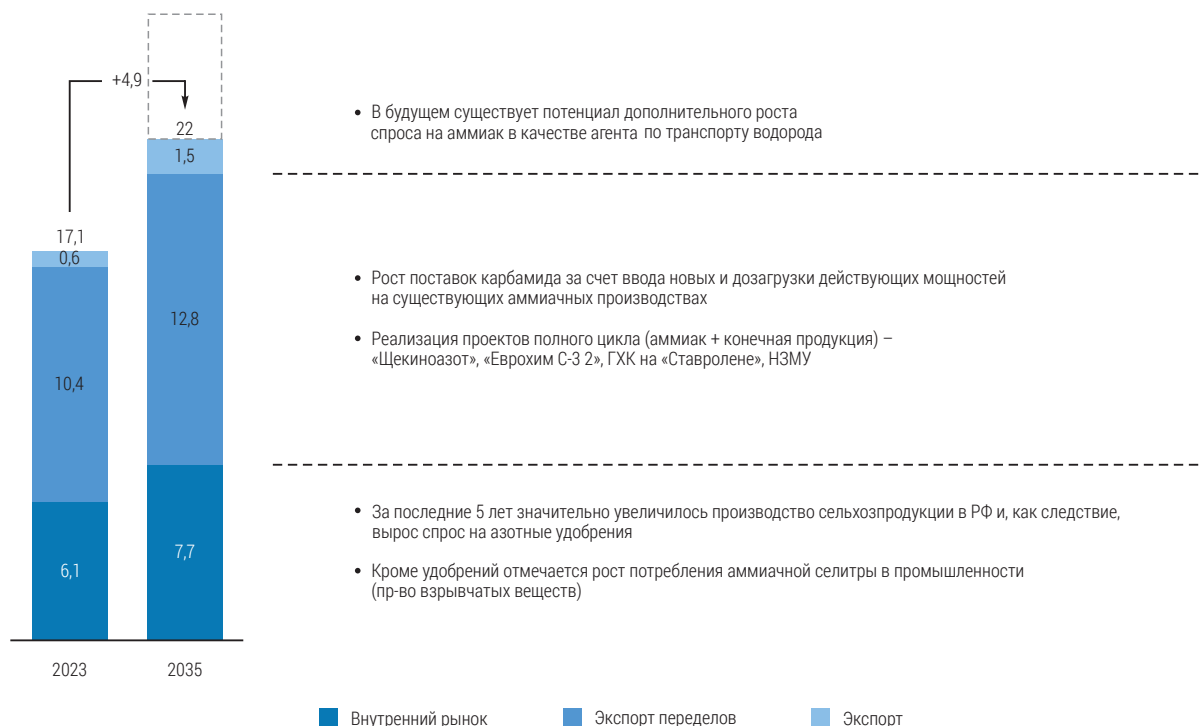 +4,9
22
1,5
12,8
7,7
17,1
0,6
10,4
6,1
2023
2035
• В будущем существует потенциал дополнительного роста
спроса на аммиак в качестве агента по транспорту водорода
• Рост поставок карбамида за счет ввода новых и дозагрузки действующих мощностей
на существующих аммиачных производствах
• Реализация проектов полного цикла (аммиак + конечная продукция) –
«Щекиноазот», «Еврохим С-З 2», ГХК на «Ставролене», НЗМУ
• За последние 5 лет значительно увеличилось производство сельхозпродукции в РФ и, как следствие,
вырос спрос на азотные удобрения
• Кроме удобрений отмечается рост потребления аммиачной селитры в промышленности
(пр-во взрывчатых веществ)
Внутренний рынок
Экспорт переделов
Экспорт